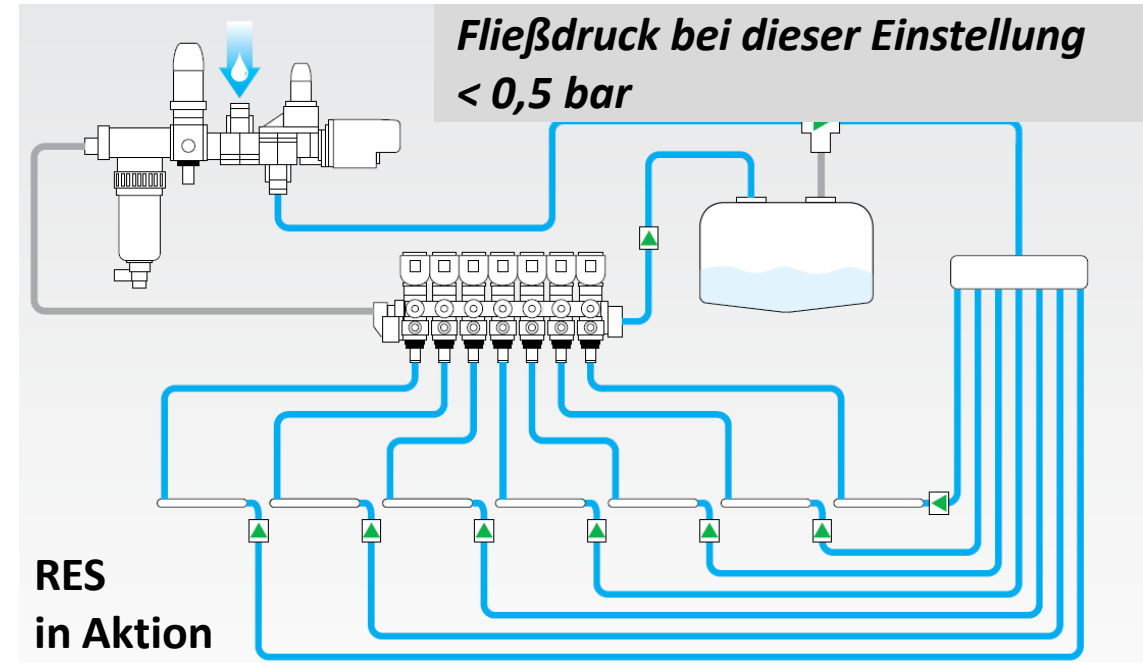 Fließdruck bei dieser Einstellung
< 0,5 bar
RES
in Aktion